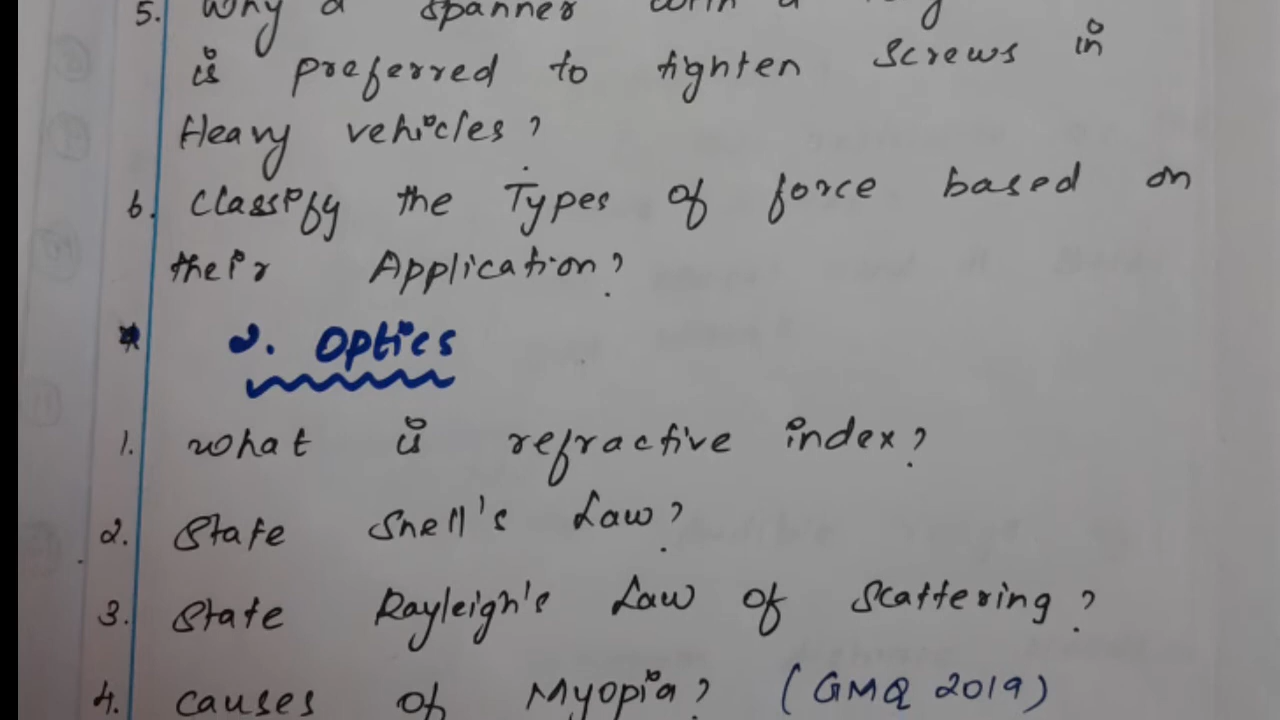 5. Why a spanner with a
is preferred to tighten screws in
Heavy vehicles?
6. Classify the Types of force based on
their Application?
2. Optics
1. What is refractive index?
2. State Snell's Law?
3. State Rayleigh's Law of Scattering?
4. causes of Myopia? (GMQ 2019)